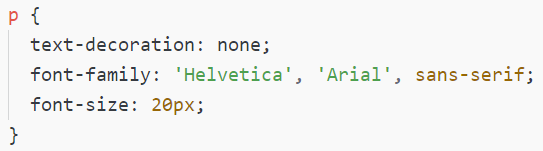 p {
  text-decoration: none;
  font-family: 'Helvetica', 'Arial', sans-serif;
  font-size: 20px;
}